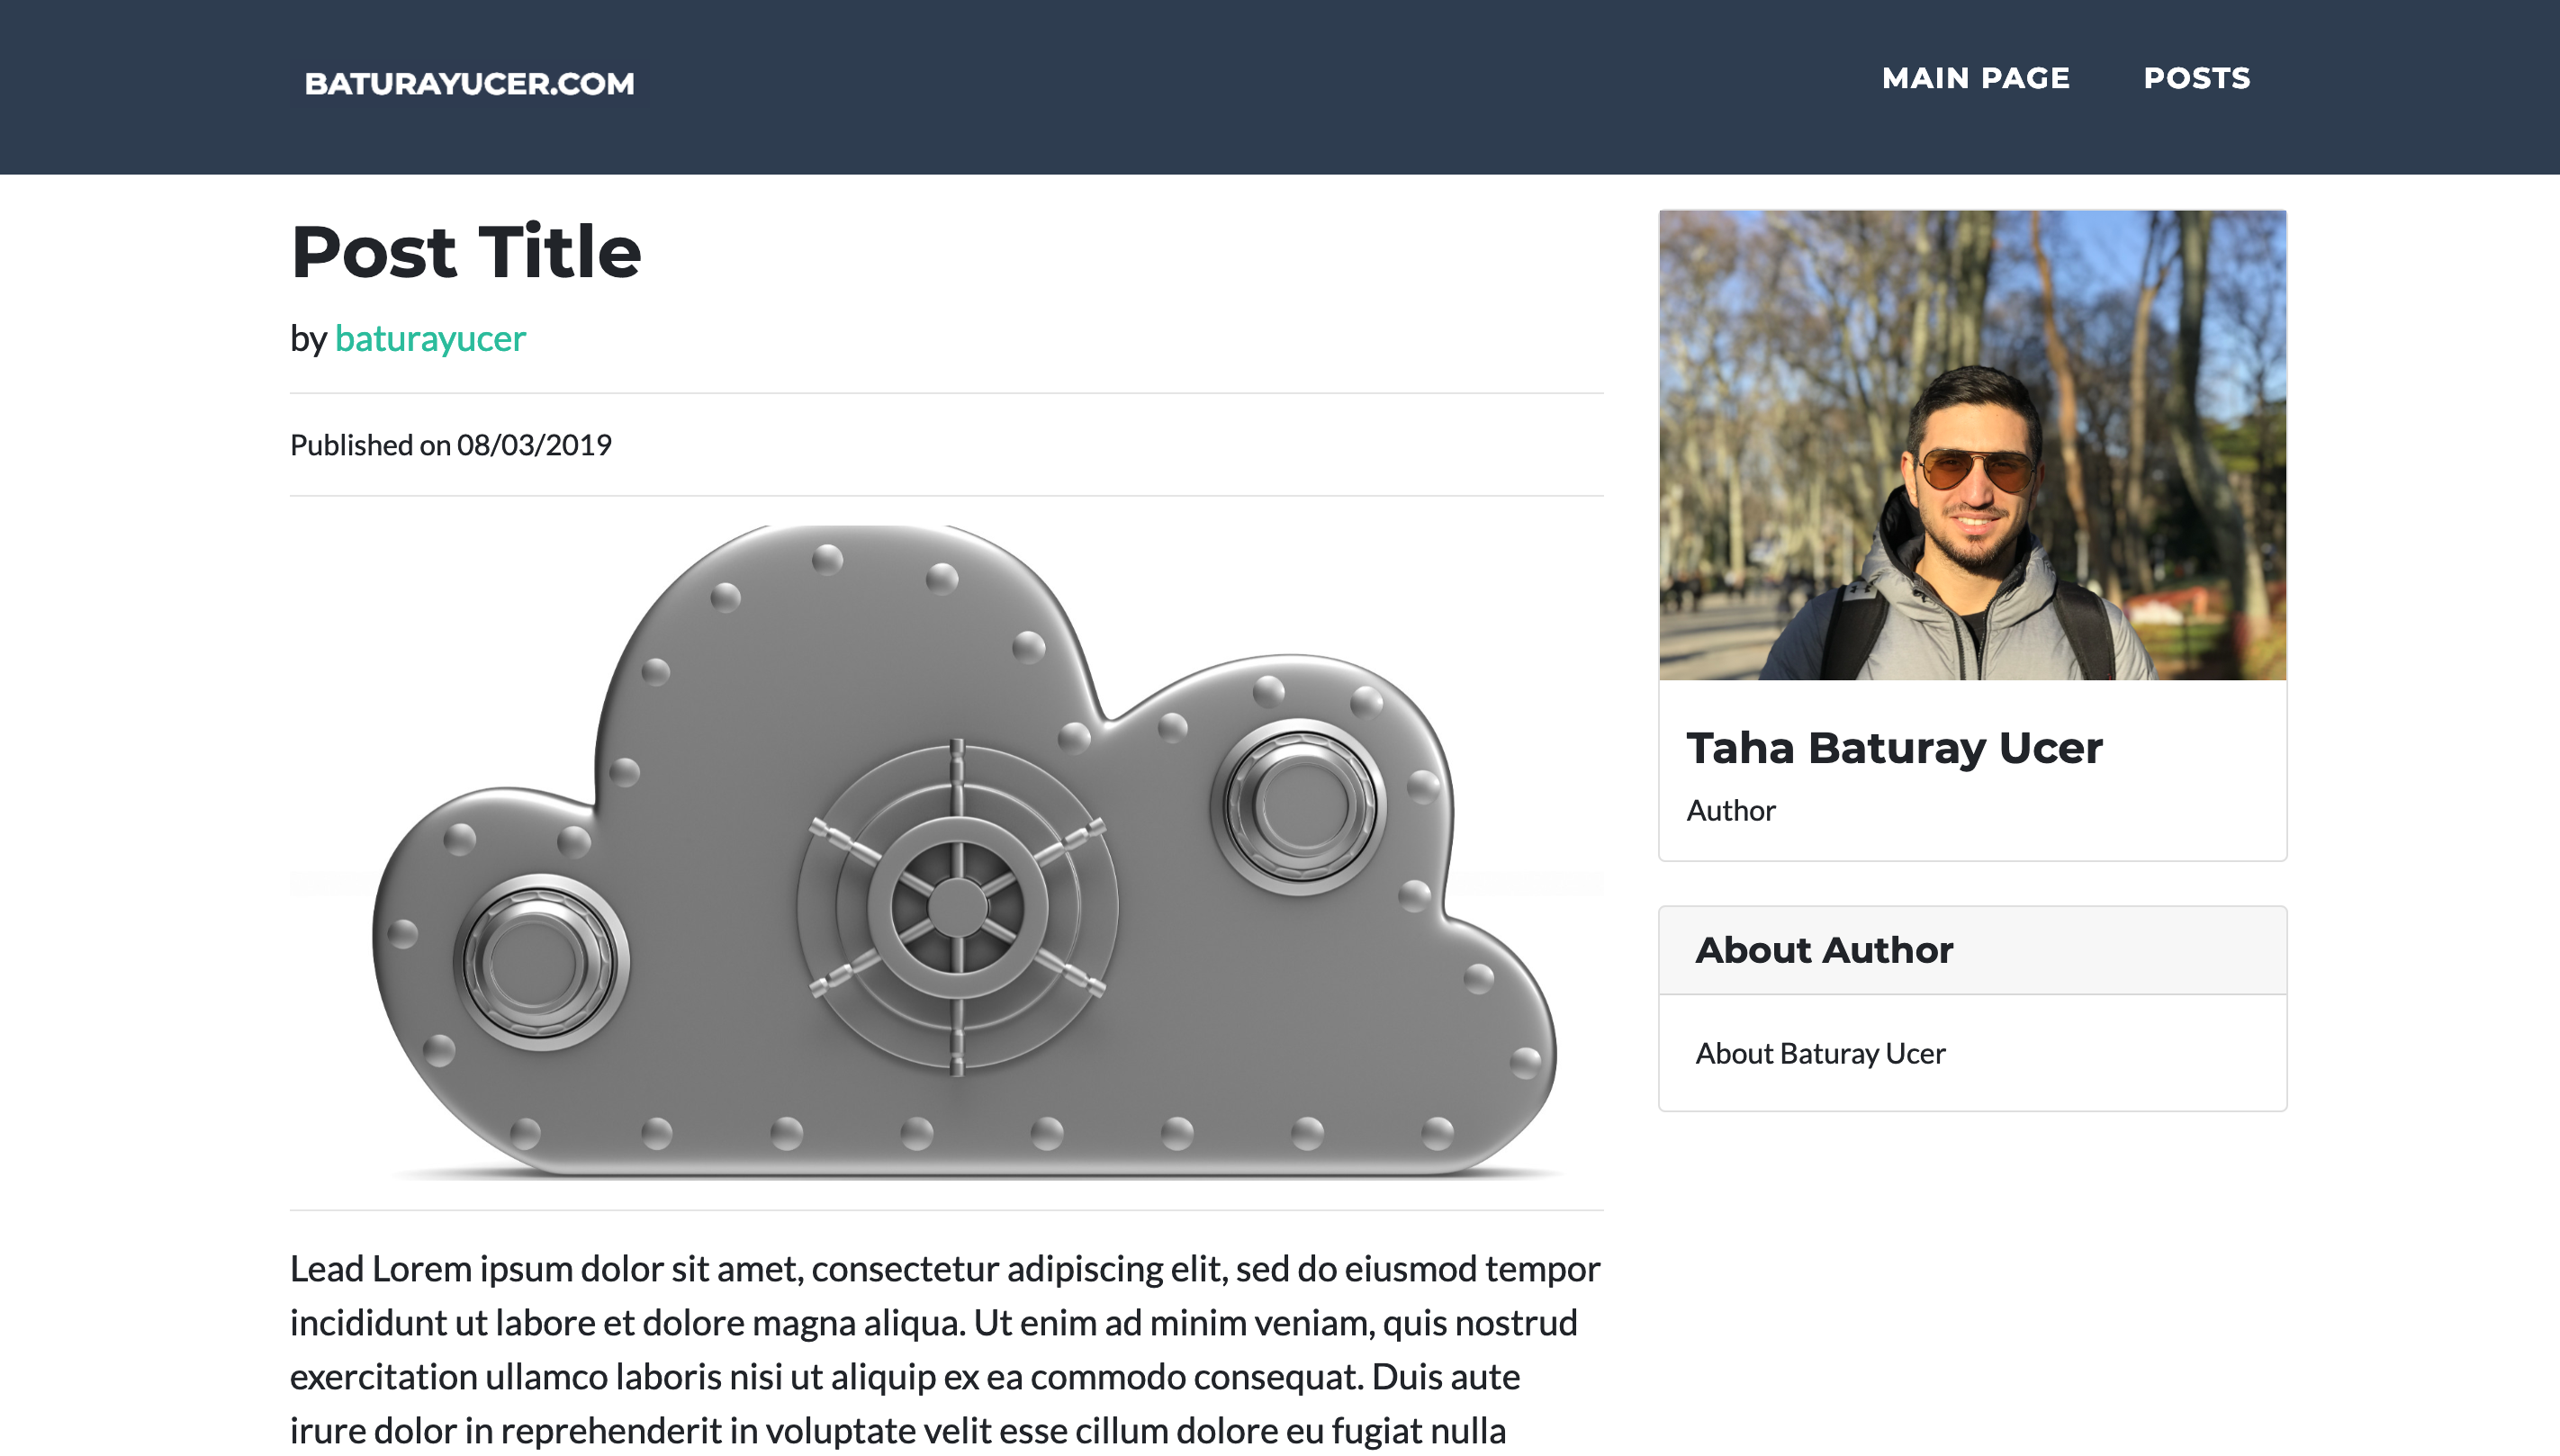 BATURAYUCER.COM
MAIN PAGE
POSTS
Post Title
by baturayucer
Published on 08/03/2019
Lead Lorem ipsum dolor sit amet, consectetur adipiscing elit, sed do eiusmod tempor
incididunt ut labore et dolore magna aliqua. Ut enim ad minim veniam, quis nostrud
exercitation ullamco laboris nisi ut aliquip ex ea commodo consequat. Duis aute
irure dolor in reprehenderit in voluptate velit esse cillum dolore eu fugiat nulla
Taha Baturay Ucer
Author
About Author
About Baturay Ucer